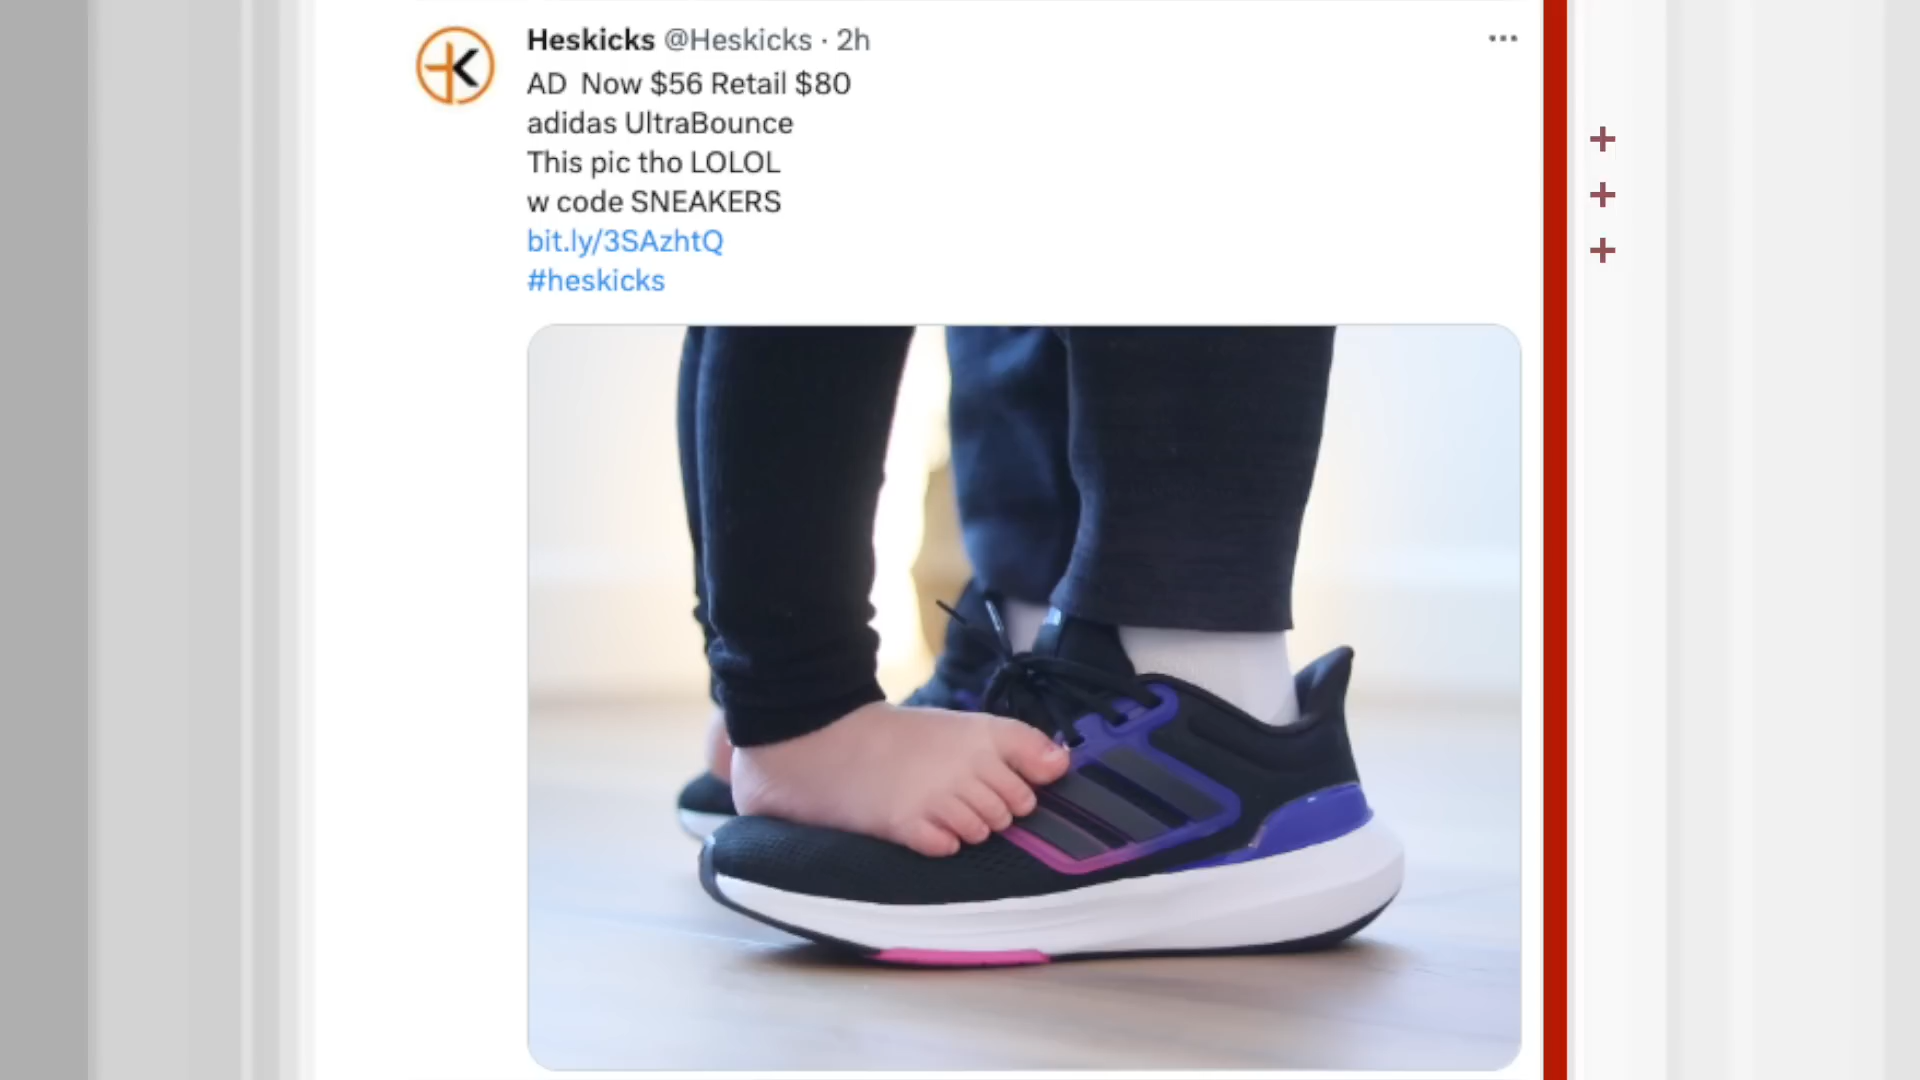 Heskicks @Heskicks · 2h
AD Now $56 Retail $80
adidas UltraBounce
This pic tho LOLOL
w code SNEAKERS
bit.ly/3SAzhtQ
#heskicks